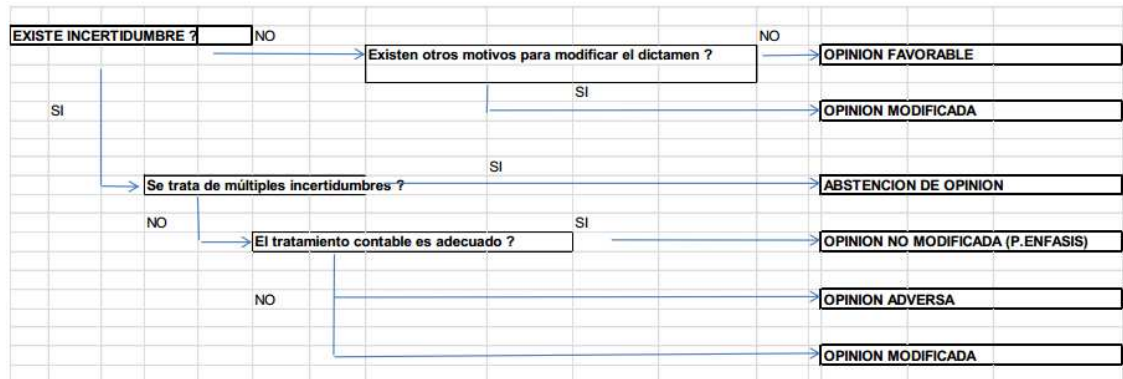 EXISTE INCERTIDUMBRE ? NO NO
Existen otros motivos para modificar el dictamen ? OPINION FAVORABLE
SI
SI OPINION MODIFICADA
SI
Se trata de múltiples incertidumbres ? ABSTENCION DE OPINION
NO SI
El tratamiento contable es adecuado ? OPINION NO MODIFICADA (P.ENFASIS)
NO OPINION ADVERSA
OPINION MODIFICADA